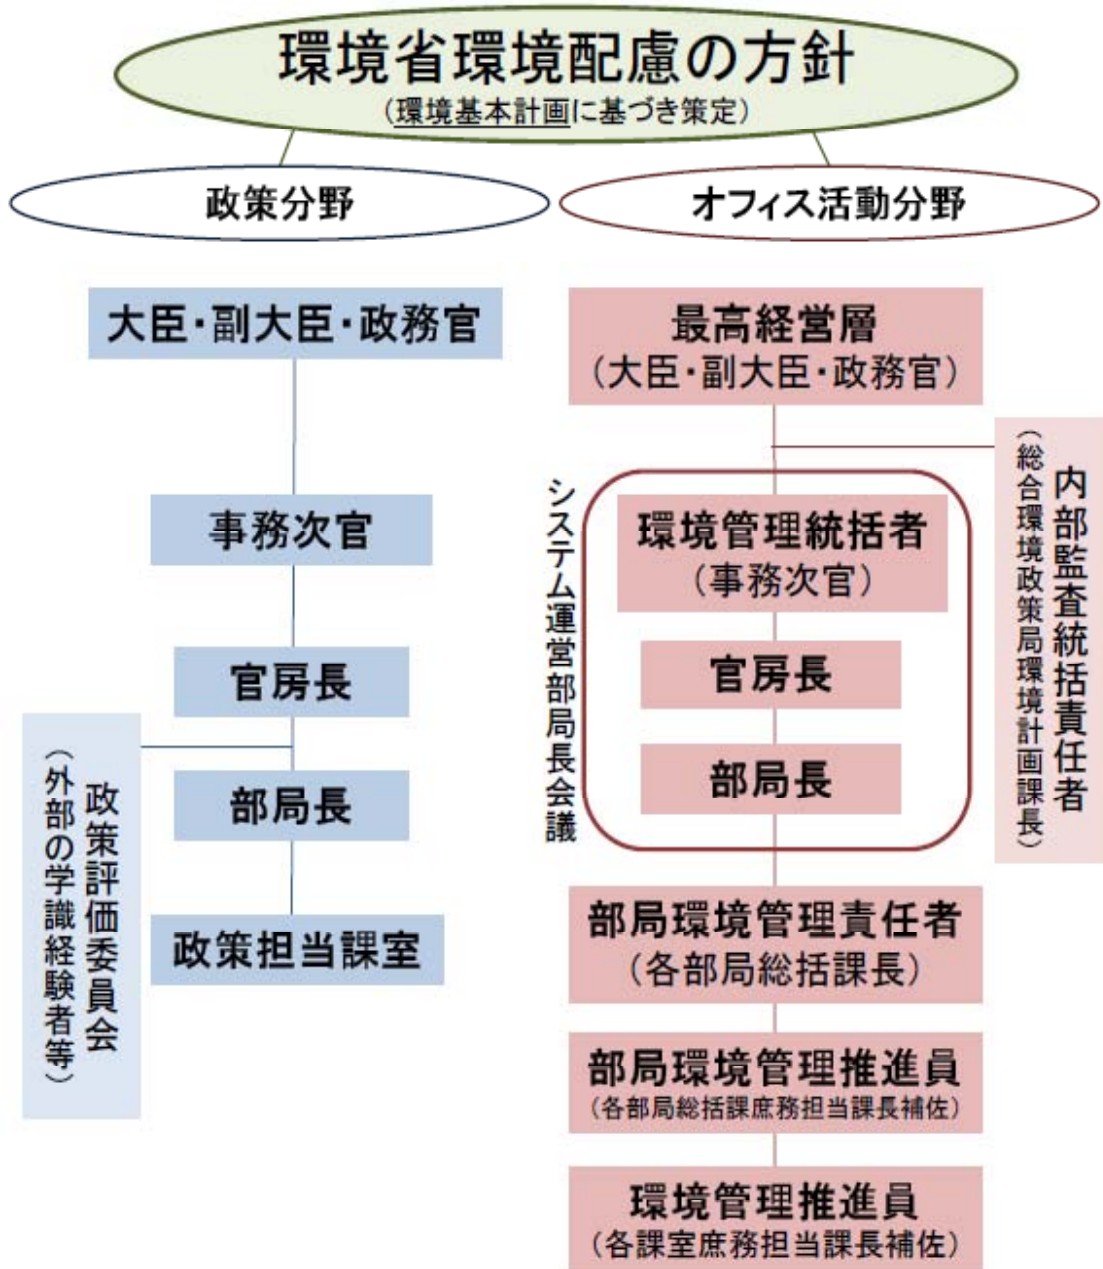 環境省環境配慮の方針
(環境基本計画に基づき策定)
政策分野
オフィス活動分野
大臣・副大臣・政務官
事務次官
官房長
部局長
政策担当課室
政策評価委員会
(外部の学識経験者等)
最高経営層
(大臣・副大臣・政務官)
内部監査統括責任者
(総合環境政策局環境計画課長)
システム運営部局長会議
環境管理統括者
(事務次官)
官房長
部局長
部局環境管理責任者
(各部局総括課長)
部局環境管理推進員
(各部局総括課庶務担当課長補佐)
環境管理推進員
(各課室庶務担当課長補佐)